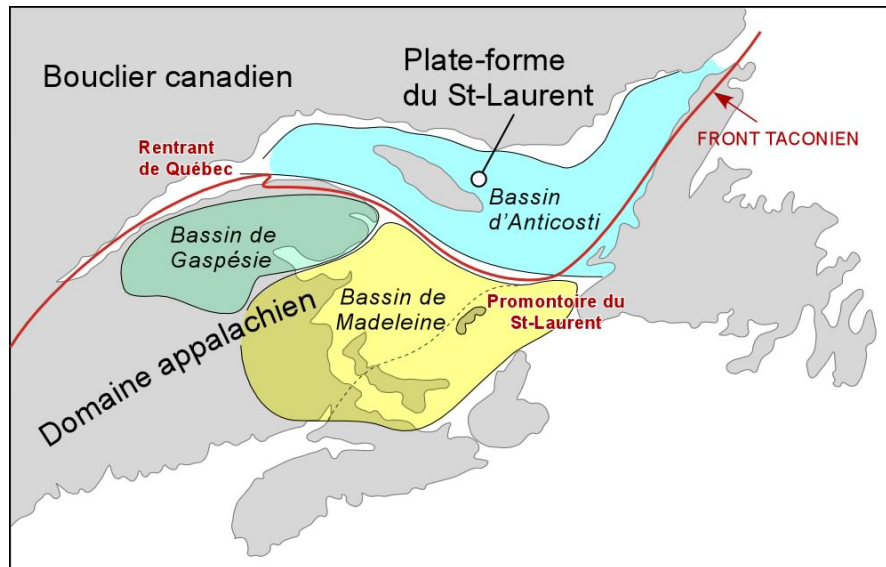 Bouclier canadien
Plate-forme
du St-Laurent
FRONT TACONIEN
Rentrant
de Québec
Bassin
d'Anticosti
Bassin de
Gaspésie
Bassin de
Madeleine
Promontoire du
St-Laurent
Domaine appalachien